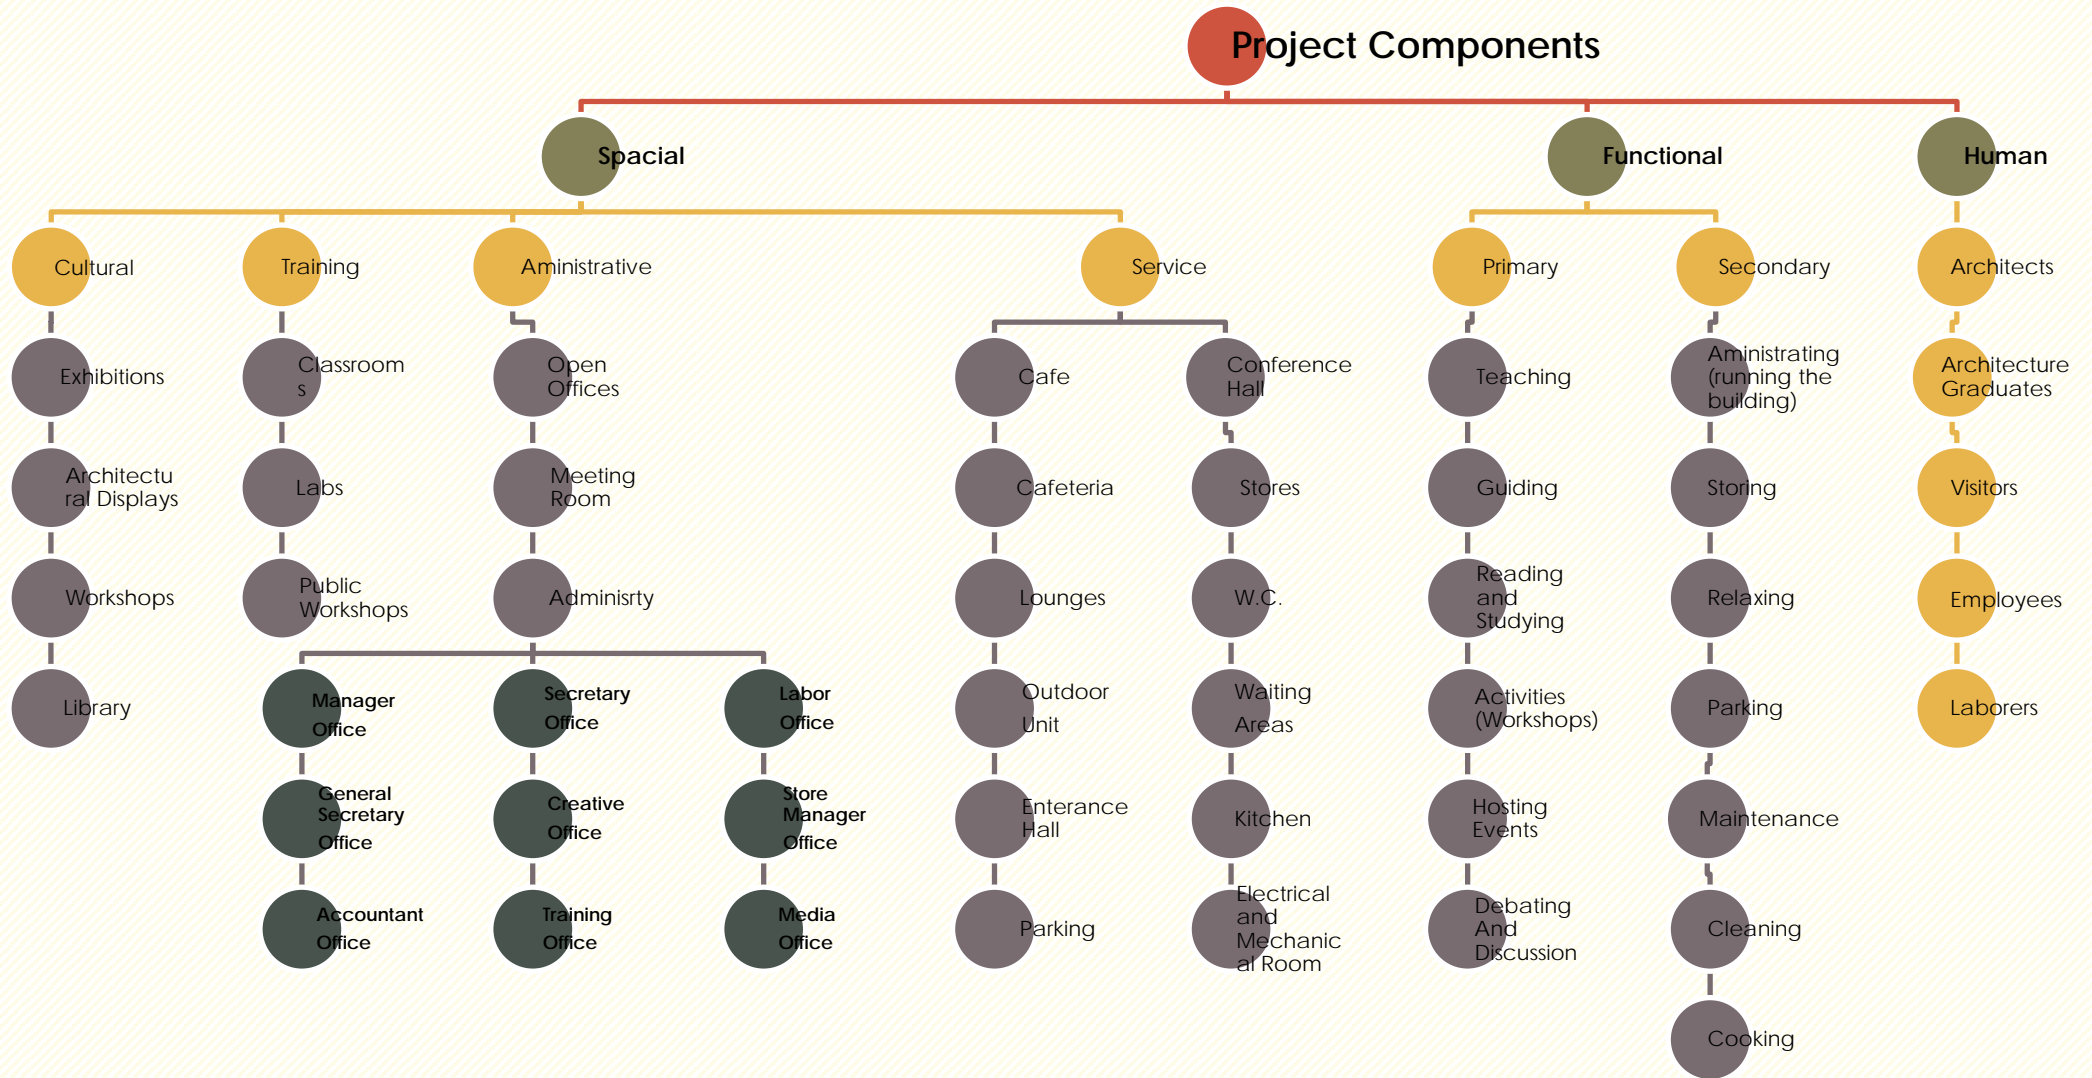 Project Components
Spacial
Functional
Human
Cultural
Training
Aministrative
Service
Primary
Secondary
Architects
Exhibitions
Architectu
ral Displays
Workshops
Library
Classroom
s
Labs
Public
Workshops
Open
Offices
Meeting
Room
Adminisrty
Manager
Office
General
Secretary
Office
Accountant
Office
Secretary
Office
Creative
Office
Training
Office
Labor
Office
Store
Manager
Office
Media
Office
Cafe
Cafeteria
Lounges
Outdoor
Unit
Enterance
Hall
Parking
Conference
Hall
Stores
W.C.
Waiting
Areas
Kitchen
Electrical
and
Mechanic
al Room
Teaching
Guiding
Reading
and
Studying
Activities
(Workshops)
Hosting
Events
Debating
And
Discussion
Aministrating
(running the
building)
Storing
Relaxing
Parking
Maintenance
Cleaning
Cooking
Architecture
Graduates
Visitors
Employees
Laborers